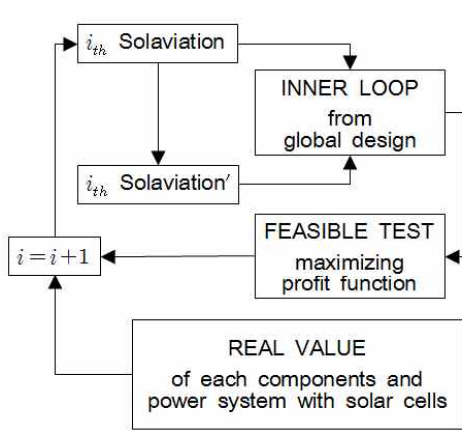 i_th Solaviation
INNER LOOP
from
global design
i_th Solaviation′
FEASIBLE TEST
maximizing
profit function
i = i+1
REAL VALUE
of each components and
power system with solar cells